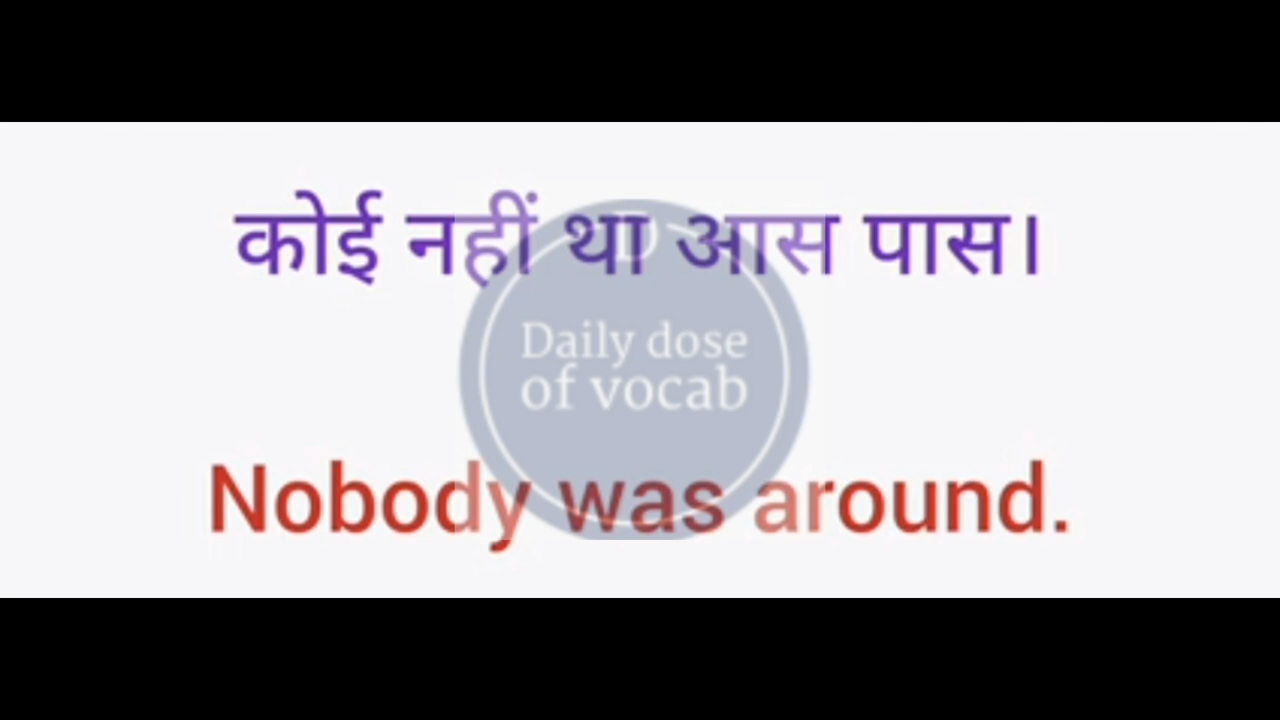 कोई नहीं था आस पास।
D
Daily dose
of vocab
Nobody was around.